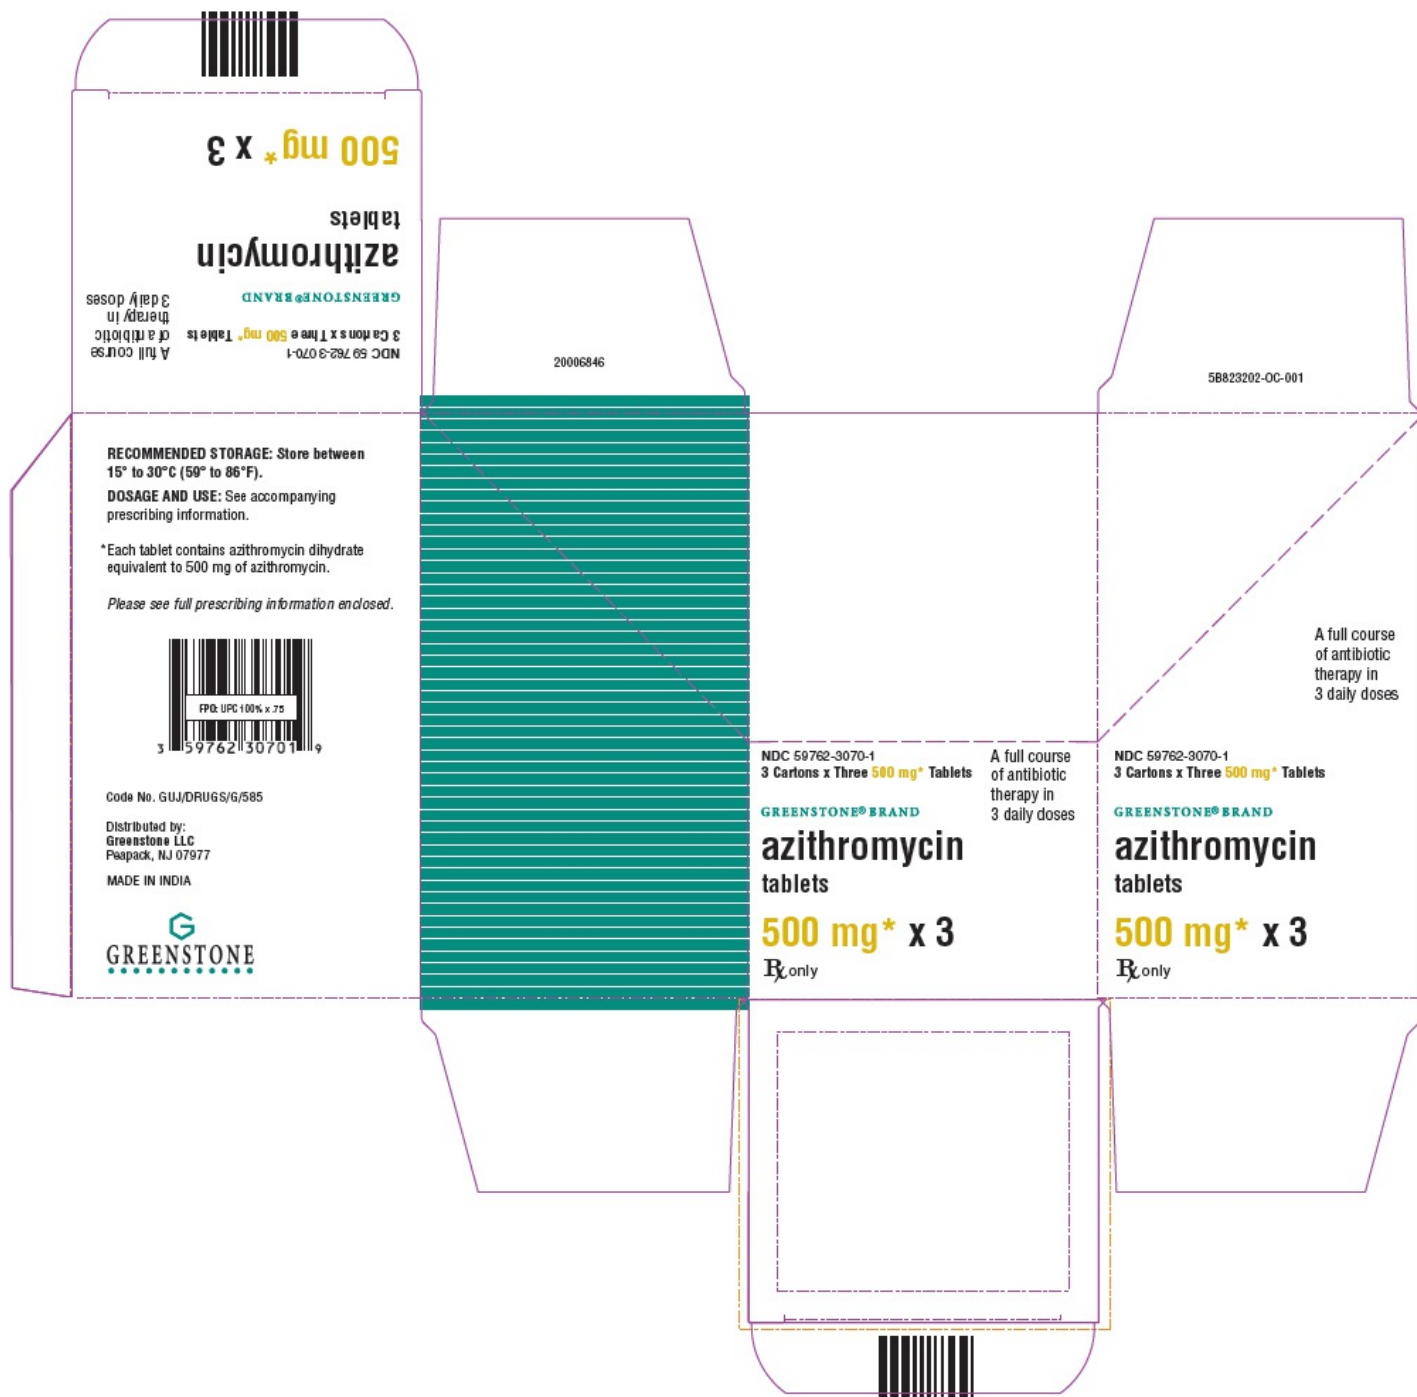 500 mg* x 3
tablets
azithromycin
GREENSTONE® BRAND
3 Cartons x Three 500 mg* Tablets
NDC 59762-3070-1
A full course
of antibiotic
therapy in
3 daily doses
20006846
5B823202-OC-001
RECOMMENDED STORAGE: Store between
15° to 30°C (59° to 86°F).
DOSAGE AND USE: See accompanying
prescribing information.
*Each tablet contains azithromycin dihydrate
equivalent to 500 mg of azithromycin.
Please see full prescribing information enclosed.
FPO: UPC 100% x .75
3 59762 30701 9
Code No. GUJ/DRUGS/G/585
Distributed by:
Greenstone LLC
Peapack, NJ 07977
MADE IN INDIA
G
GREENSTONE
NDC 59762-3070-1
3 Cartons x Three 500 mg* Tablets
A full course
of antibiotic
therapy in
3 daily doses
GREENSTONE® BRAND
azithromycin
tablets
500 mg* x 3
Rx only
A full course
of antibiotic
therapy in
3 daily doses
NDC 59762-3070-1
3 Cartons x Three 500 mg* Tablets
GREENSTONE® BRAND
azithromycin
tablets
500 mg* x 3
Rx only